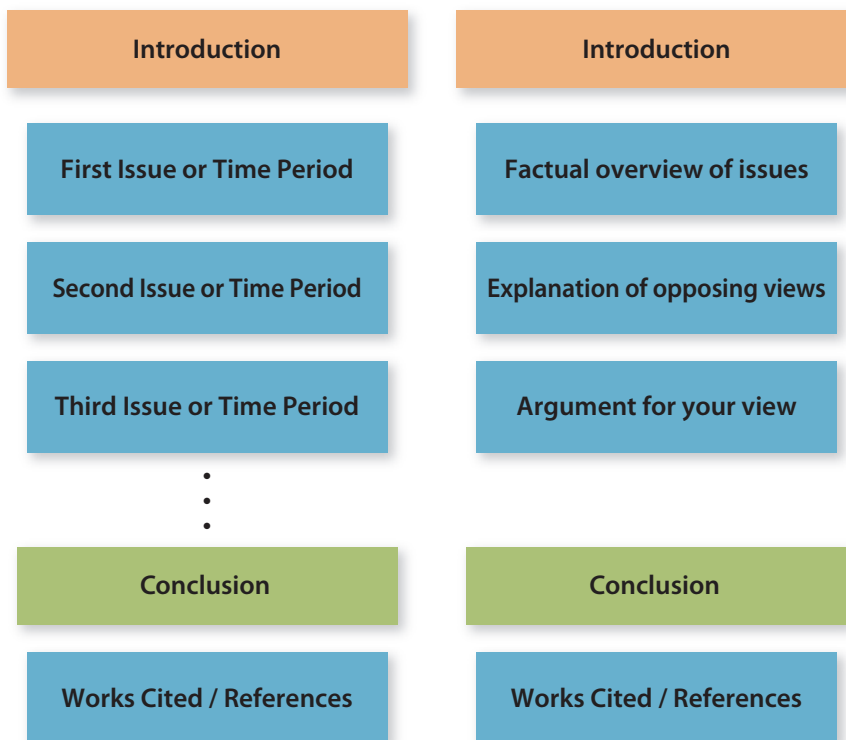 Introduction
First Issue or Time Period
Second Issue or Time Period
Third Issue or Time Period
Conclusion
Works Cited / References
Introduction
Factual overview of issues
Explanation of opposing views
Argument for your view
Conclusion
Works Cited / References